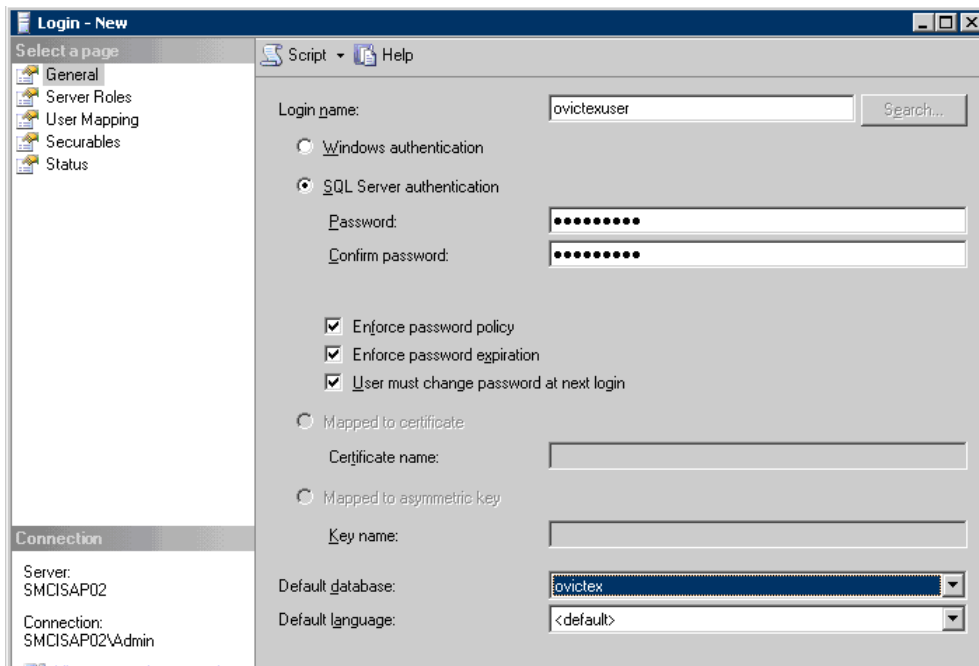 Login - New
Select a page
General
Server Roles
User Mapping
Securables
Status
Script Help
Login name: ovictexuser Search...
Windows authentication
SQL Server authentication
Password: ●●●●●●●●●
Confirm password: ●●●●●●●●●
Enforce password policy
Enforce password expiration
User must change password at next login
Mapped to certificate
Certificate name:
Mapped to asymmetric key
Key name:
Default database: ovictex
Default language: <default>
Connection
Server:
SMCISAP02
Connection:
SMCISAP02\Admin